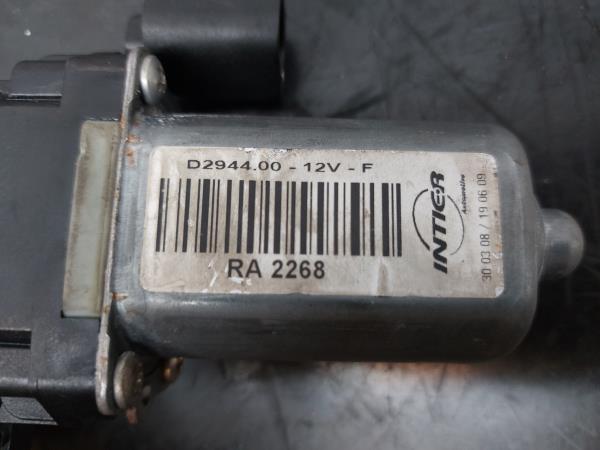 D2944.00 - 12V - F
RA 2268
INTIER
Automotive
30 03 08 / 19 06 09